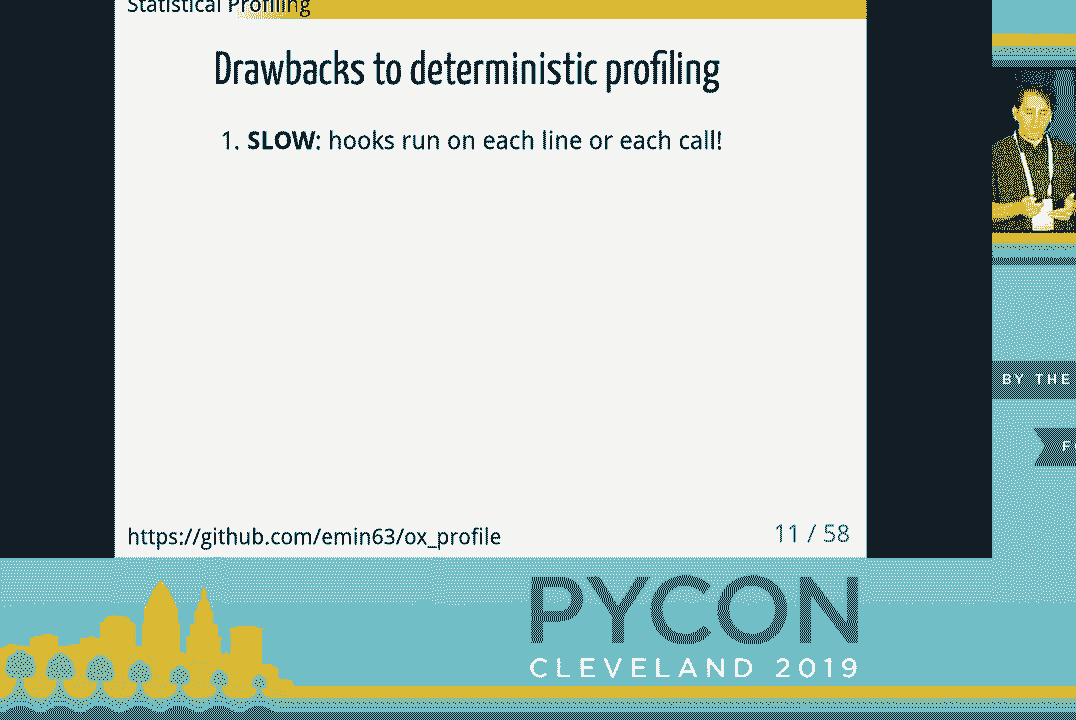 Statistical Profiling
Drawbacks to deterministic profiling
1. SLOW: hooks run on each line or each call!
https://github.com/emin63/ox_profile
11 / 58
BY THE
PYCON
CLEVELAND 2019